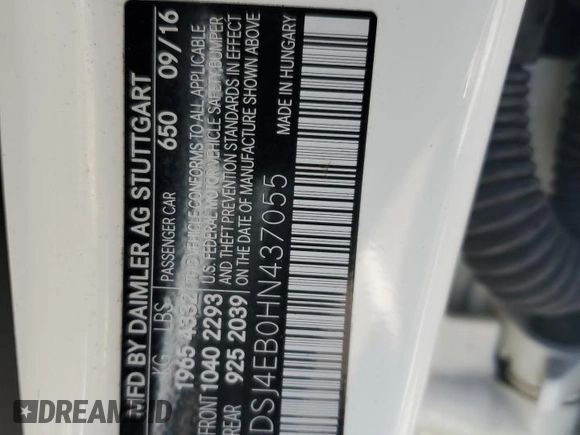 MFD BY DAIMLER AG STUTTGART
KG LBS PASSENGER CAR 650 09/16
1965 4332 VEHICLE CONFORMS TO ALL APPLICABLE
U.S. FEDERAL MOTOR VEHICLE SAFETY, BUMPER
FRONT 1040 2293 AND THEFT PREVENTION STANDARDS IN EFFECT
REAR 925 2039 ON THE DATE OF MANUFACTURE SHOWN ABOVE
MADE IN HUNGARY
DSJ4EB0HN437055
DREAMBID